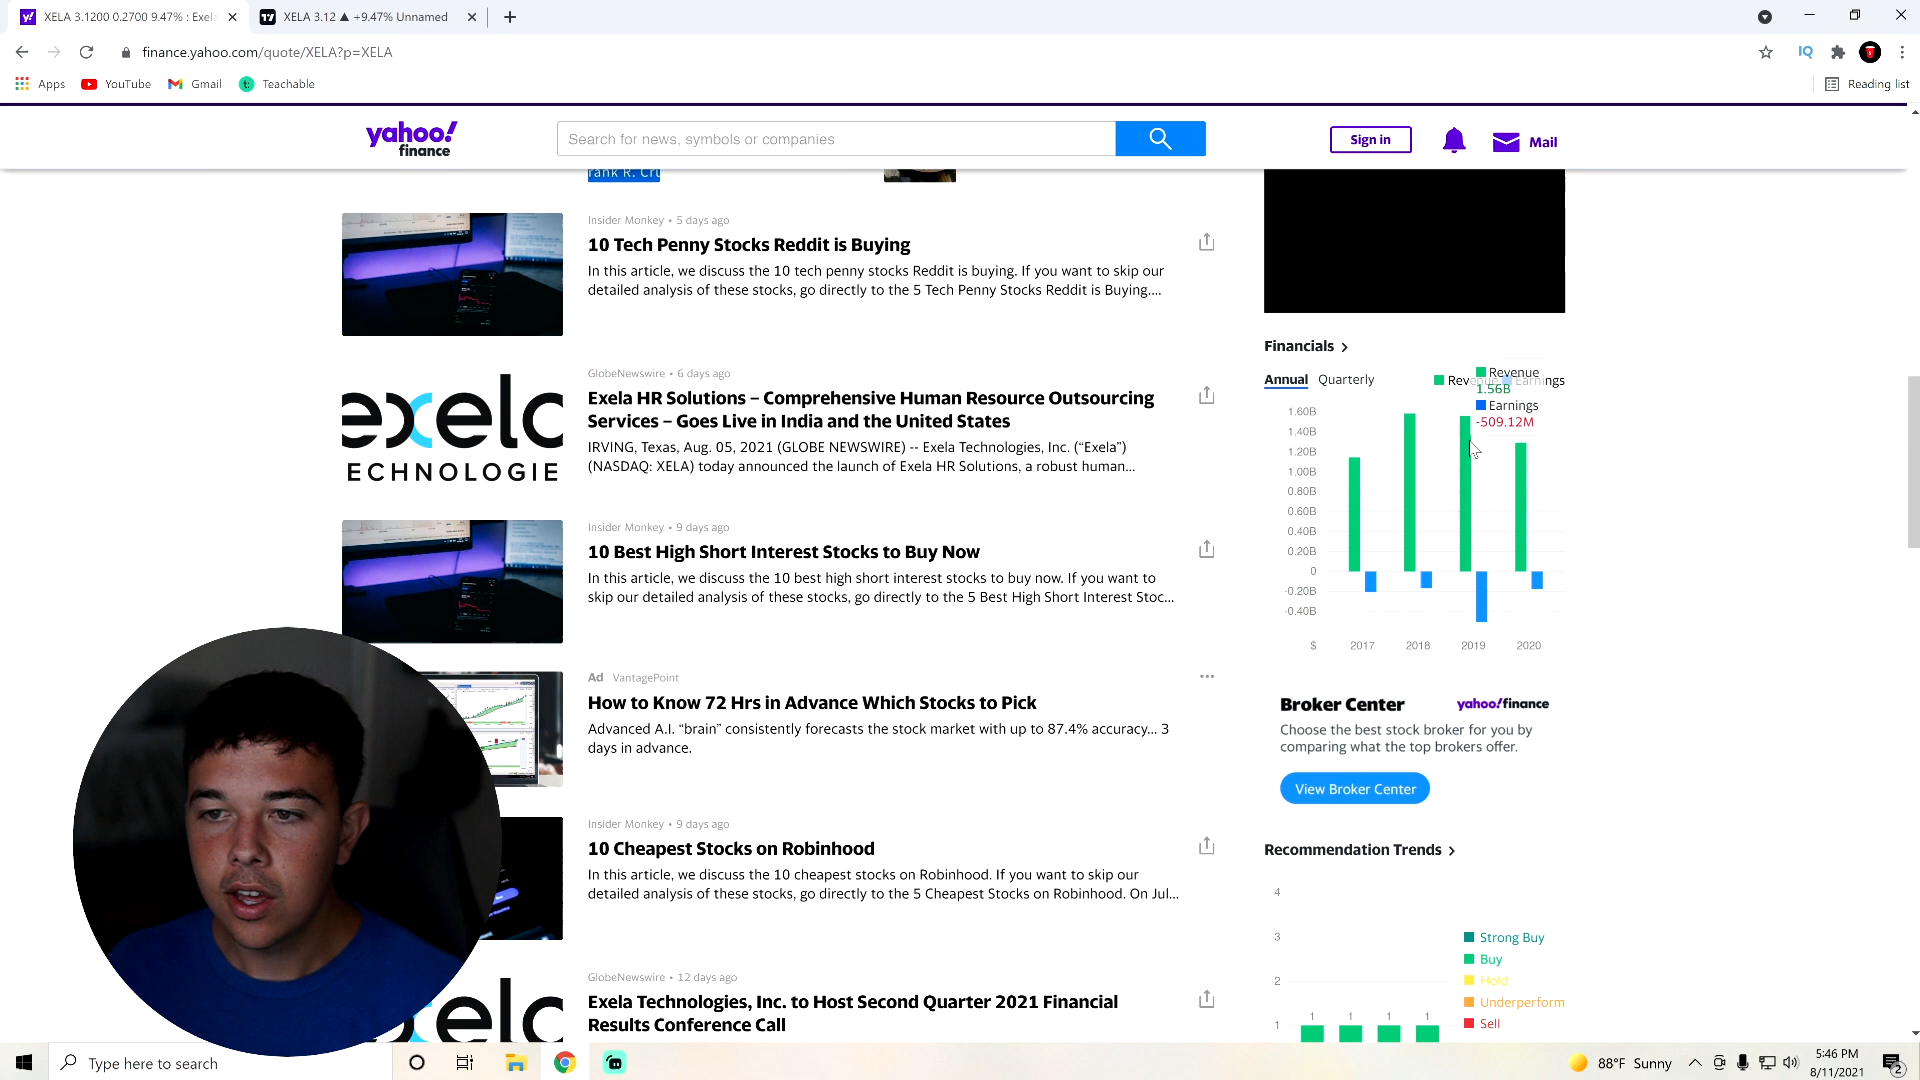 XELA 3.1200 0.2700 9.47% : Exela
XELA 3.12 ▲ +9.47% Unnamed
finance.yahoo.com/quote/XELA?p=XELA
IQ
Apps
YouTube
Gmail
Teachable
Reading list
yahoo!
finance
Search for news, symbols or companies
Sign in
Mail
rank R. Cru
Insider Monkey • 5 days ago
10 Tech Penny Stocks Reddit is Buying
In this article, we discuss the 10 tech penny stocks Reddit is buying. If you want to skip our
detailed analysis of these stocks, go directly to the 5 Tech Penny Stocks Reddit is Buying....
exelc
ECHNOLOGIE
GlobeNewswire • 6 days ago
Exela HR Solutions – Comprehensive Human Resource Outsourcing
Services – Goes Live in India and the United States
IRVING, Texas, Aug. 05, 2021 (GLOBE NEWSWIRE) -- Exela Technologies, Inc. (“Exela”)
(NASDAQ: XELA) today announced the launch of Exela HR Solutions, a robust human...
Insider Monkey • 9 days ago
10 Best High Short Interest Stocks to Buy Now
In this article, we discuss the 10 best high short interest stocks to buy now. If you want to
skip our detailed analysis of these stocks, go directly to the 5 Best High Short Interest Stoc...
Ad VantagePoint
How to Know 72 Hrs in Advance Which Stocks to Pick
Advanced A.I. “brain” consistently forecasts the stock market with up to 87.4% accuracy... 3
days in advance.
Insider Monkey • 9 days ago
10 Cheapest Stocks on Robinhood
In this article, we discuss the 10 cheapest stocks on Robinhood. If you want to skip our
detailed analysis of these stocks, go directly to the 5 Cheapest Stocks on Robinhood. On Jul...
elc
GlobeNewswire • 12 days ago
Exela Technologies, Inc. to Host Second Quarter 2021 Financial
Results Conference Call
Financials
Annual Quarterly
Revenue Earnings
Revenue
1.56B
Earnings
-509.12M
1.60B
1.40B
1.20B
1.00B
0.80B
0.60B
0.40B
0.20B
0
-0.20B
-0.40B
$ 2017 2018 2019 2020
Broker Center
yahoo!finance
Choose the best stock broker for you by
comparing what the top brokers offer.
View Broker Center
Recommendation Trends
4
3
2
1
1 1 1 1
Strong Buy
Buy
Hold
Underperform
Sell
Type here to search
88°F Sunny
5:46 PM
8/11/2021
2